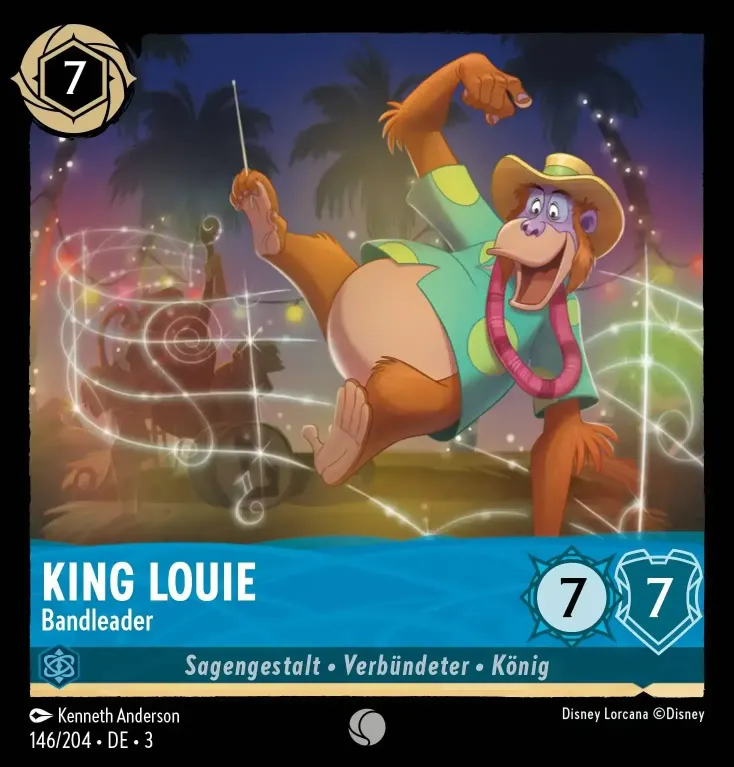 7
KING LOUIE
Bandleader
7 7
Sagengestalt • Verbündeter • König
Kenneth Anderson
Disney Lorcana ©Disney
146/204 • DE • 3